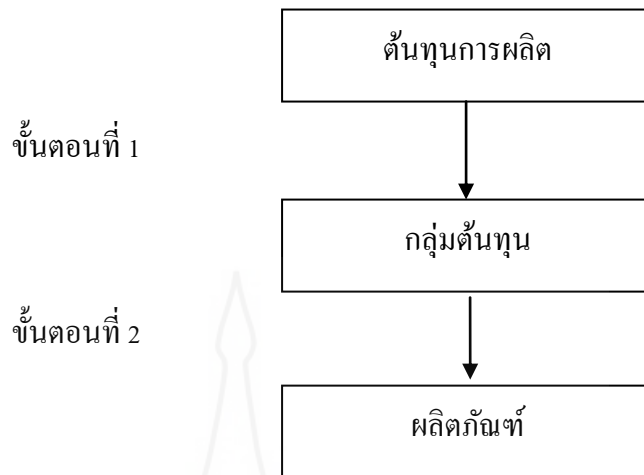 ต้นทุนการผลิต
ขั้นตอนที่ 1
กลุ่มต้นทุน
ขั้นตอนที่ 2
ผลิตภัณฑ์